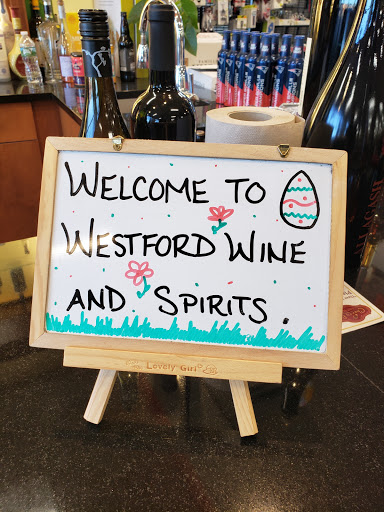 WELCOME TO
WESTFORD WINE
AND SPIRITS.
Lovely Girl